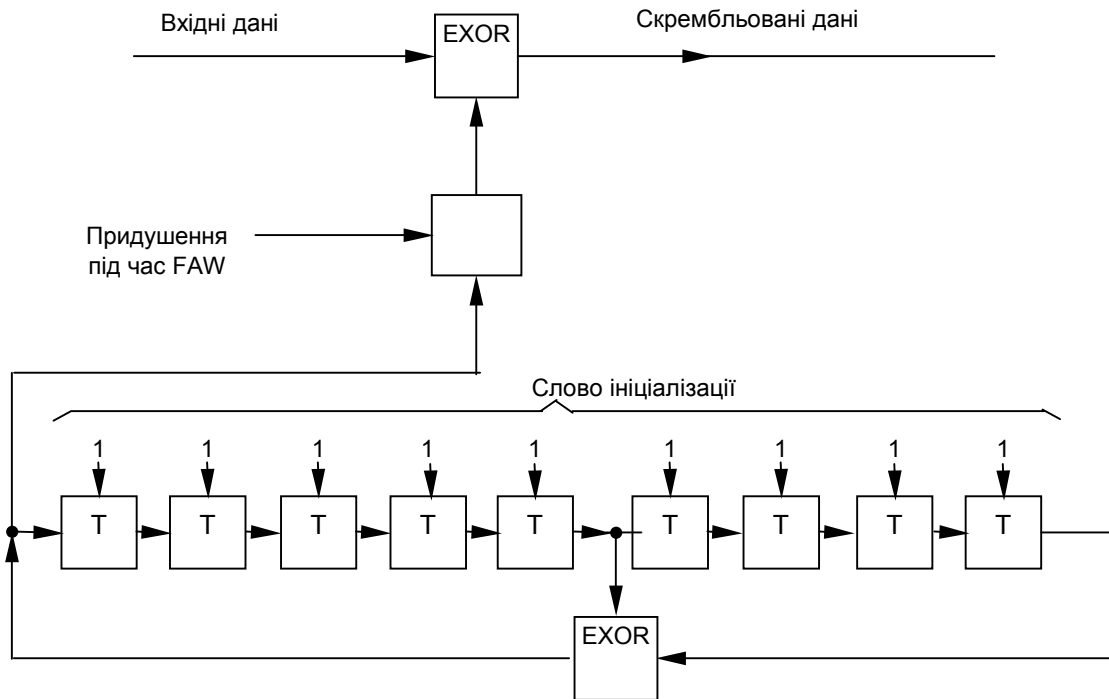 Вхідні дані
EXOR
Скрембльовані дані
Придушення
під час FAW
Слово ініціалізації
1 1 1 1 1 1 1 1 1
T T T T T T T T T
EXOR